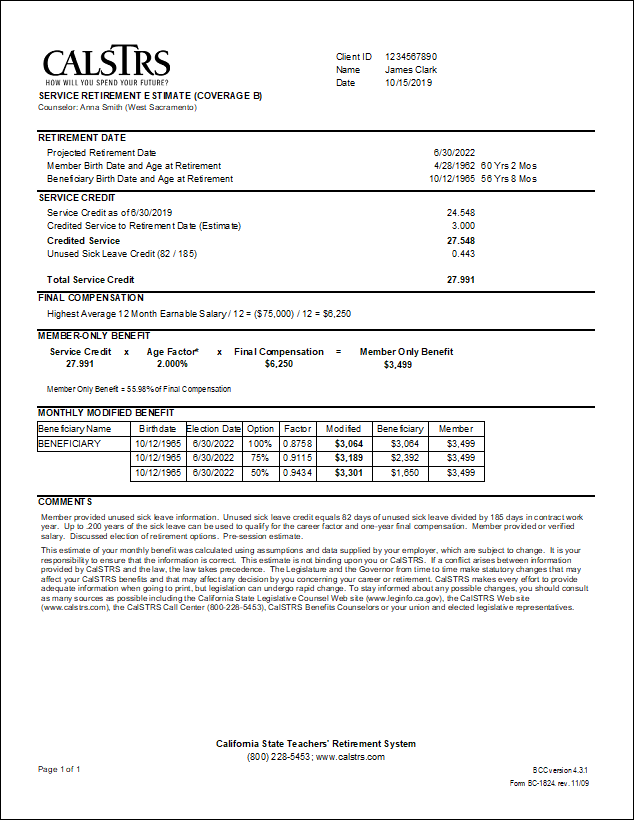 CALSTRS
HOW WILL YOU SPEND YOUR FUTURE?
Client ID 1234567890
Name James Clark
Date 10/15/2019
SERVICE RETIREMENT ESTIMATE (COVERAGE B)
Counselor: Anna Smith (West Sacramento)
RETIREMENT DATE
Projected Retirement Date 6/30/2022
Member Birth Date and Age at Retirement 4/28/1962 60 Yrs 2 Mos
Beneficiary Birth Date and Age at Retirement 10/12/1965 56 Yrs 8 Mos
SERVICE CREDIT
Service Credit as of 6/30/2019 24.548
Credited Service to Retirement Date (Estimate) 3.000
Credited Service 27.548
Unused Sick Leave Credit (82 / 185) 0.443
Total Service Credit 27.991
FINAL COMPENSATION
Highest Average 12 Month Earnable Salary / 12 = ($75,000) / 12 = $6,250
MEMBER-ONLY BENEFIT
Service Credit x Age Factor* x Final Compensation = Member Only Benefit
27.991 2.000% $6,250 $3,499
Member Only Benefit = 55.98% of Final Compensation
MONTHLY MODIFIED BENEFIT
Beneficiary Name Birthdate Election Date Option Factor Modified Beneficiary Member
BENEFICIARY 10/12/1965 6/30/2022 100% 0.8758 $3,064 $3,064 $3,499
10/12/1965 6/30/2022 75% 0.9115 $3,189 $2,392 $3,499
10/12/1965 6/30/2022 50% 0.9434 $3,301 $1,650 $3,499
COMMENTS
Member provided unused sick leave information. Unused sick leave credit equals 82 days of unused sick leave divided by 185 days in contract work
year. Up to .200 years of the sick leave can be used to qualify for the career factor and one-year final compensation. Member provided or verified
salary. Discussed election of retirement options. Pre-session estimate.
This estimate of your monthly benefit was calculated using assumptions and data supplied by your employer, which are subject to change. It is your
responsibility to ensure that the information is correct. This estimate is not binding upon you or CalSTRS. If a conflict arises between information
provided by CalSTRS and the law, the law takes precedence. The Legislature and the Governor from time to time make statutory changes that may
affect your CalSTRS benefits and that may affect any decision by you concerning your career or retirement. CalSTRS makes every effort to provide
adequate information when going to print, but legislation can undergo rapid change. To stay informed about any possible changes, you should consult
as many sources as possible including the California State Legislative Counsel Web site (www.leginfo.ca.gov), the CalSTRS Web site
(www.calstrs.com), the CalSTRS Call Center (800-228-5453), CalSTRS Benefits Counselors or your union and elected legislative representatives.
California State Teachers' Retirement System
(800) 228-5453; www.calstrs.com
Page 1 of 1
BCC version 4.3.1
Form BC-1824, rev. 11/09